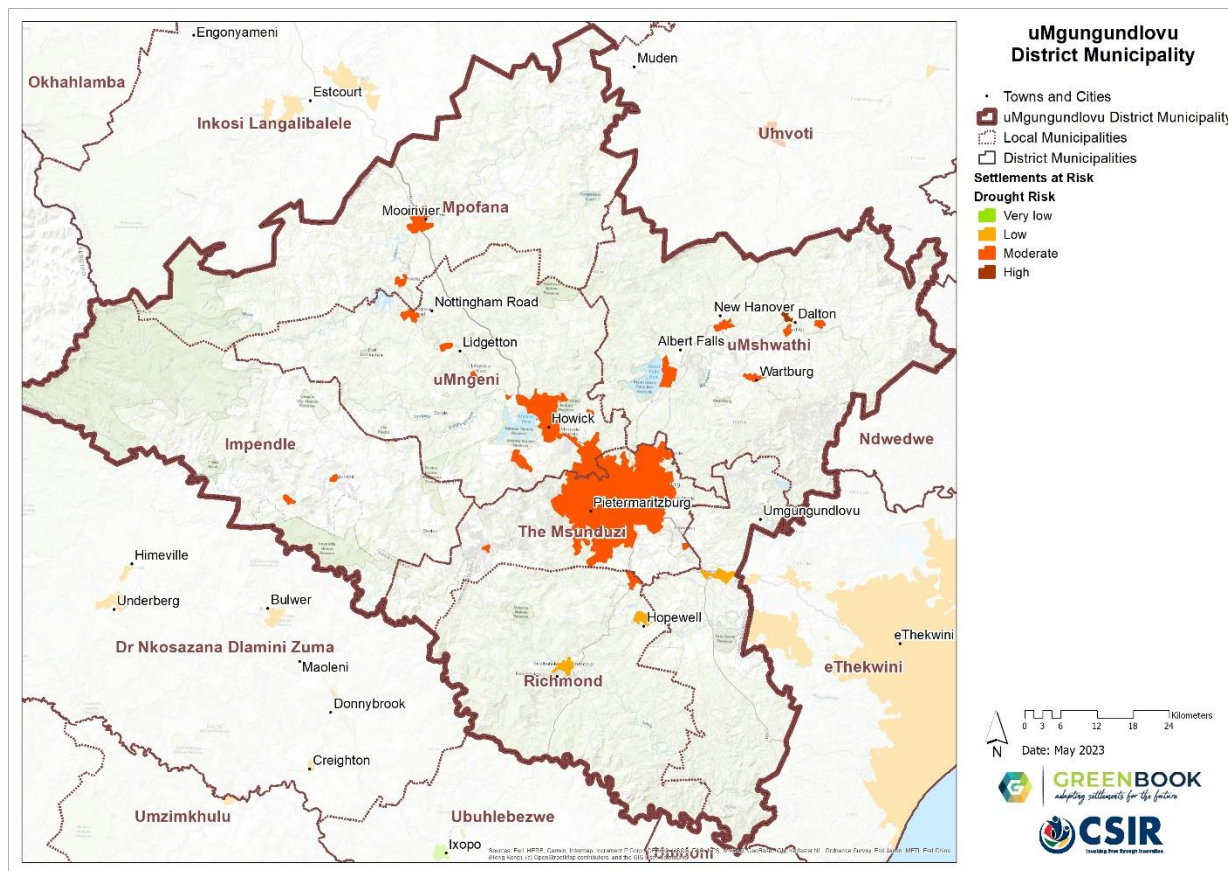 uMgungundlovu
District Municipality
Towns and Cities
uMgungundlovu District Municipality
Local Municipalities
District Municipalities
Settlements at Risk
Drought Risk
Very low
Low
Moderate
High
Engonyameni
Muden
Okhahlamba
Estcourt
Inkosi Langalibalele
Umvoti
Mooirivier
Mpofana
Nottingham Road
New Hanover
Dalton
Lidgetton
Albert Falls
uMshwathi
uMngeni
Wartburg
Howick
Impendle
Ndwedwe
Pietermaritzburg
Umgungundlovu
The Msunduzi
Himeville
Underberg
Bulwer
Hopewell
eThekwini
Dr Nkosazana Dlamini Zuma
Maoleni
eThekwini
Richmond
Donnybrook
Creighton
Umzimkhulu
Ubuhlebezwe
Ixopo
0 3 6 12 18 24
Kilometers
N
Date: May 2023
GREENBOOK
adapting settlements for the future
CSIR
Touching lives through innovation